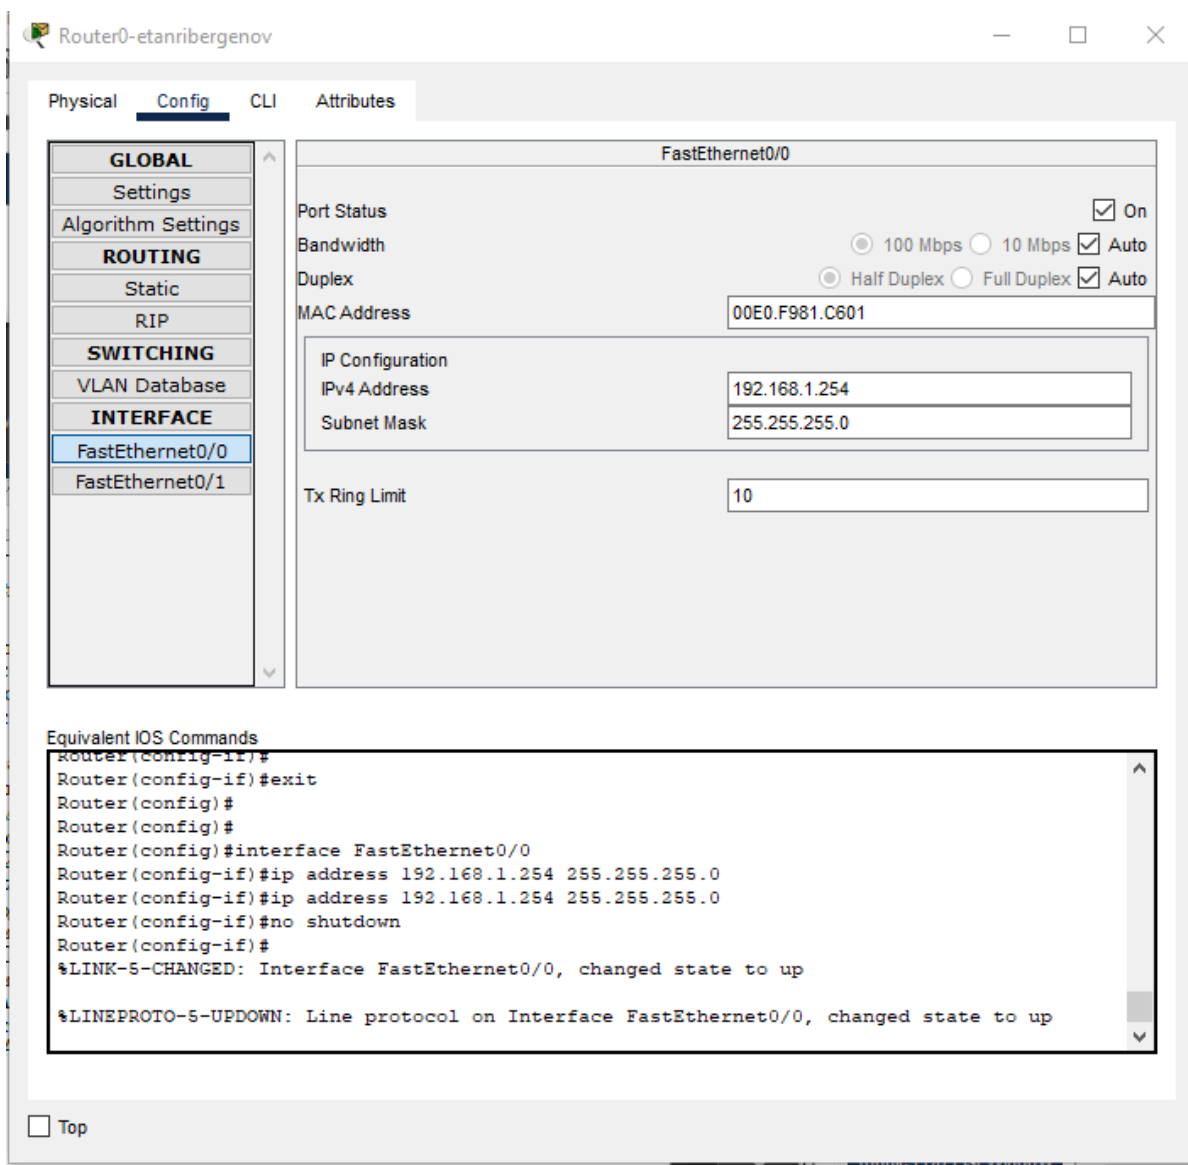 Router0-etanribergenov
Physical Config CLI Attributes
GLOBAL
Settings
Algorithm Settings
ROUTING
Static
RIP
SWITCHING
VLAN Database
INTERFACE
FastEthernet0/0
FastEthernet0/1
FastEthernet0/0
Port Status On
Bandwidth 100 Mbps 10 Mbps Auto
Duplex Half Duplex Full Duplex Auto
MAC Address 00E0.F981.C601
IP Configuration
IPv4 Address 192.168.1.254
Subnet Mask 255.255.255.0
Tx Ring Limit 10
Equivalent IOS Commands
Router(config-if)#
Router(config-if)#exit
Router(config)#
Router(config)#
Router(config)#interface FastEthernet0/0
Router(config-if)#ip address 192.168.1.254 255.255.255.0
Router(config-if)#ip address 192.168.1.254 255.255.255.0
Router(config-if)#no shutdown
Router(config-if)#
%LINK-5-CHANGED: Interface FastEthernet0/0, changed state to up
%LINEPROTO-5-UPDOWN: Line protocol on Interface FastEthernet0/0, changed state to up
Top